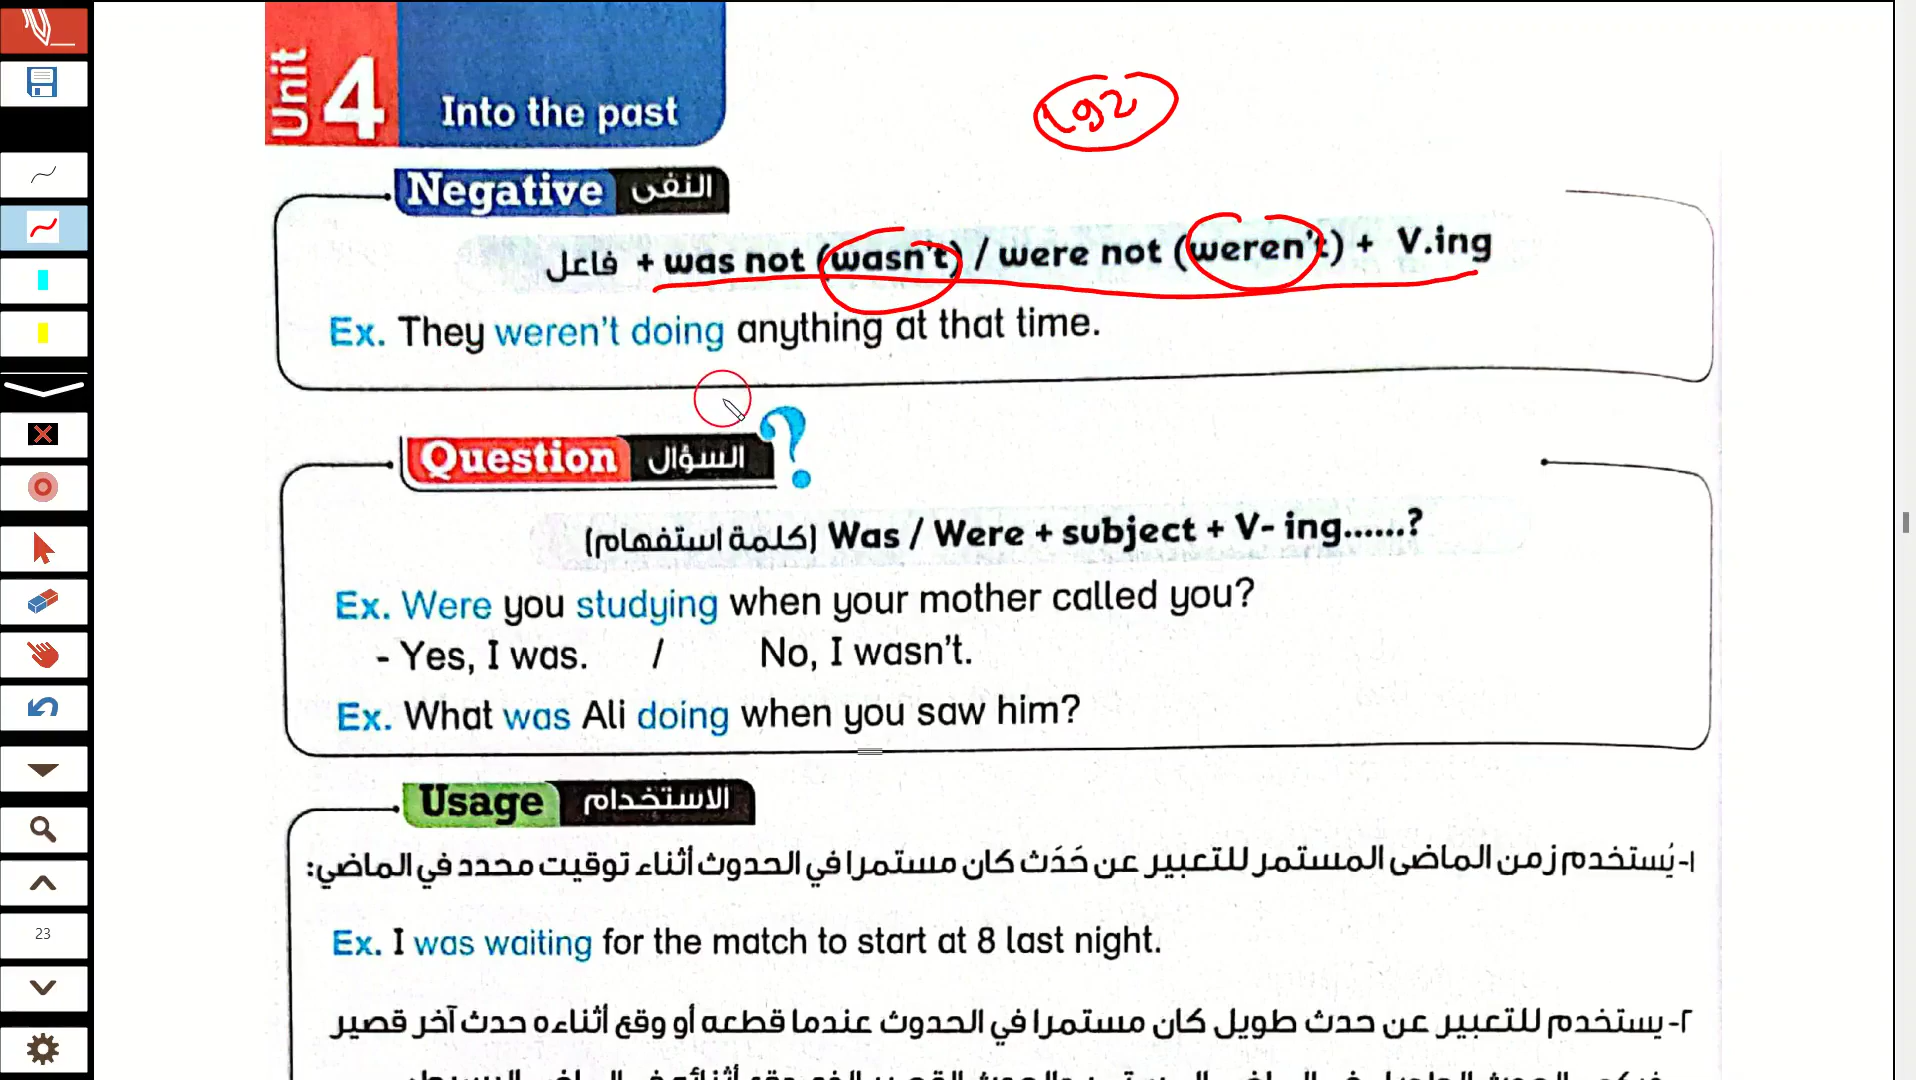 Unit 4
Into the past
192
Negative النفى
فاعل + was not (wasn't) / were not (weren't) + V.ing
Ex. They weren't doing anything at that time.
Question السؤال ?
(كلمة استفهام) Was / Were + subject + V- ing......?
Ex. Were you studying when your mother called you?
- Yes, I was. / No, I wasn't.
Ex. What was Ali doing when you saw him?
Usage الاستخدام
١- يُستخدم زمن الماضى المستمر للتعبير عن حَدَث كان مستمرا في الحدوث أثناء توقيت محدد في الماضي:
Ex. I was waiting for the match to start at 8 last night.
٢- يستخدم للتعبير عن حدث طويل كان مستمرا في الحدوث عندما قطعه أو وقع أثناءه حدث آخر قصير
23